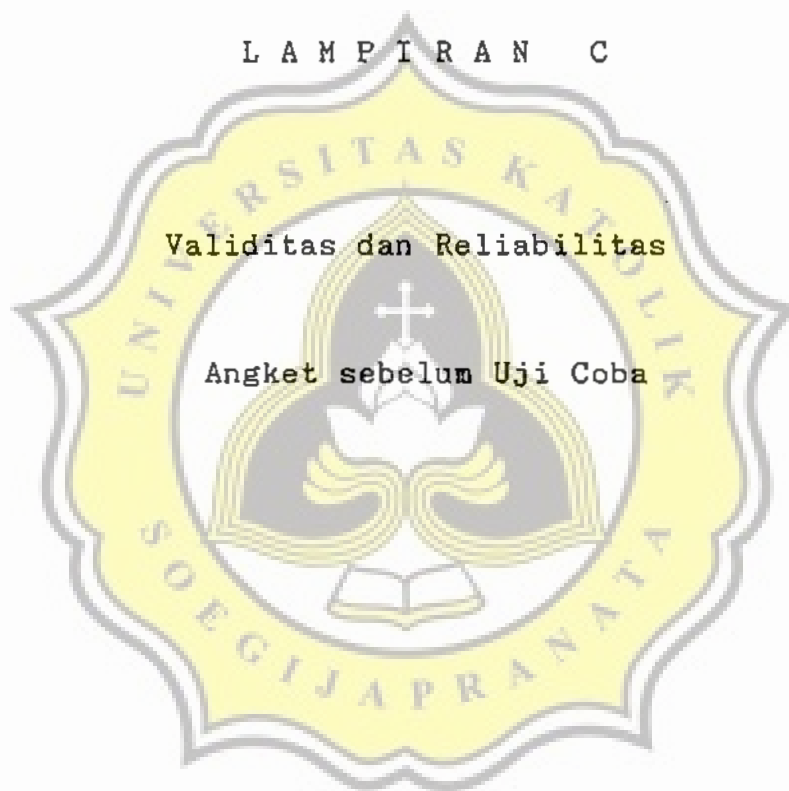 L A M P I R A N C
Validitas dan Reliabilitas
Angket sebelum Uji Coba
UNIVERSITAS KATOLIK
SOEGIJAPRANATA